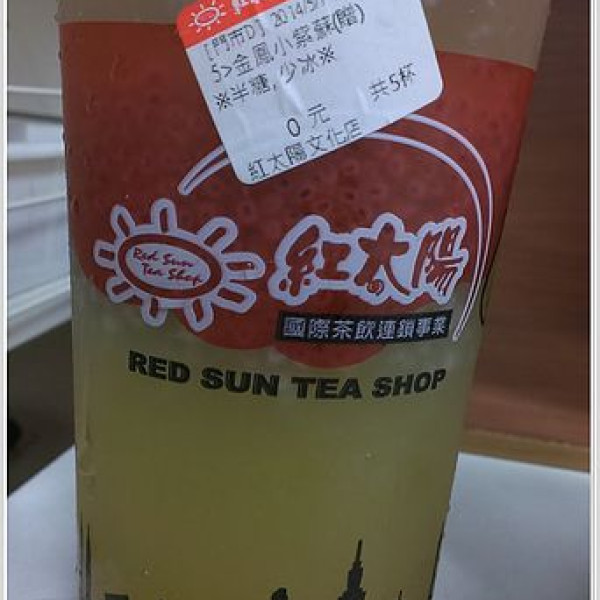 [門市D] 2014/5/
5>金鳳小紫蘇(贈)
※半糖,少冰※
共5杯
0 元
紅太陽文化店
Red Sun
Tea Shop
紅太陽
國際茶飲連鎖事業
RED SUN TEA SHOP